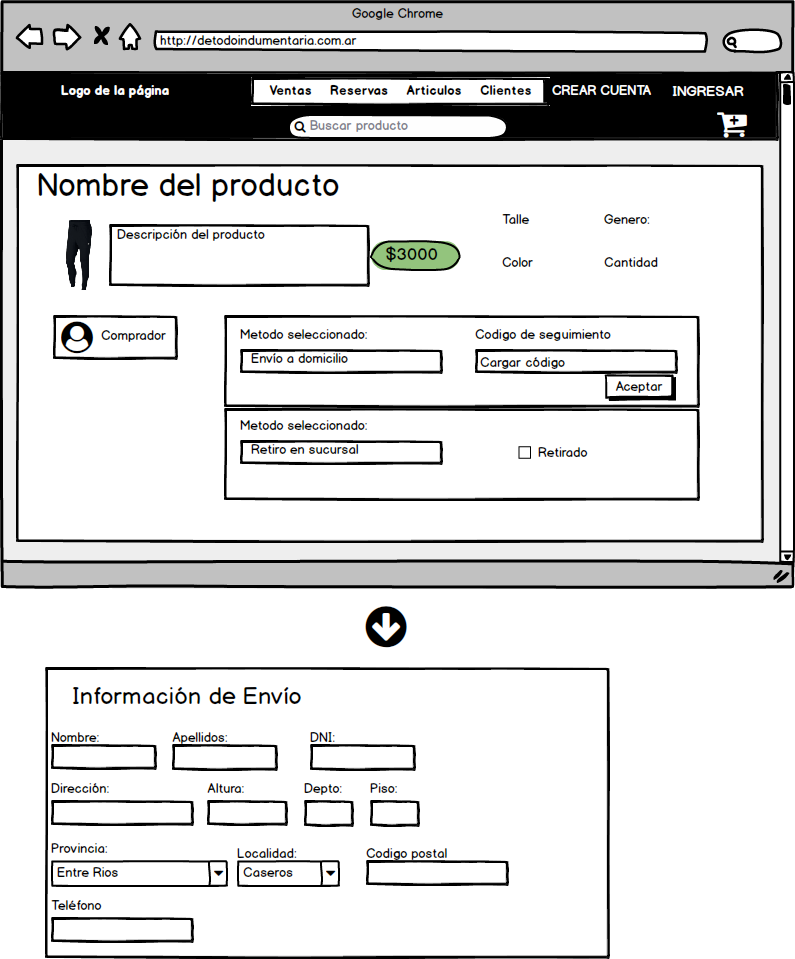 Google Chrome
http://detodoindumentaria.com.ar
Logo de la página
Ventas Reservas Articulos Clientes CREAR CUENTA INGRESAR
Buscar producto
Nombre del producto
Descripción del producto
$3000
Talle Genero:
Color Cantidad
Comprador
Metodo seleccionado: Codigo de seguimiento
Envío a domicilio Cargar código
Aceptar
Metodo seleccionado:
Retiro en sucursal Retirado
Información de Envío
Nombre: Apellidos: DNI:
Dirección: Altura: Depto: Piso:
Provincia: Localidad: Codigo postal
Entre Rios Caseros
Teléfono